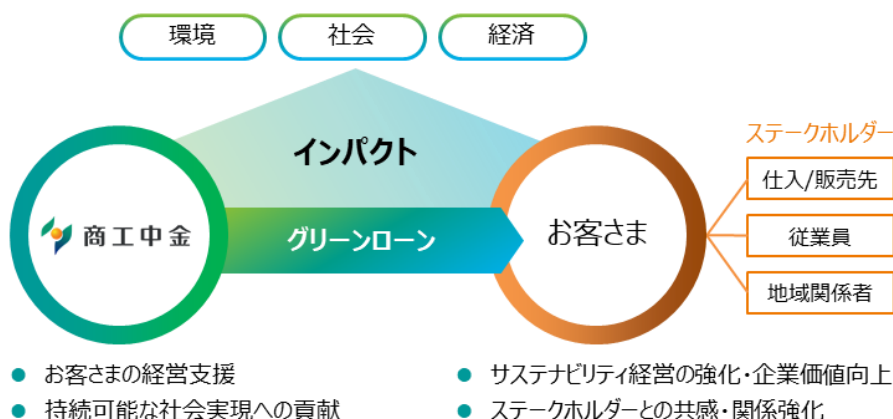 環境
社会
経済
インパクト
商工中金
グリーンローン
お客さま
ステークホルダー
仕入/販売先
従業員
地域関係者
● お客さまの経営支援
● 持続可能な社会実現への貢献
● サステナビリティ経営の強化・企業価値向上
● ステークホルダーとの共感・関係強化